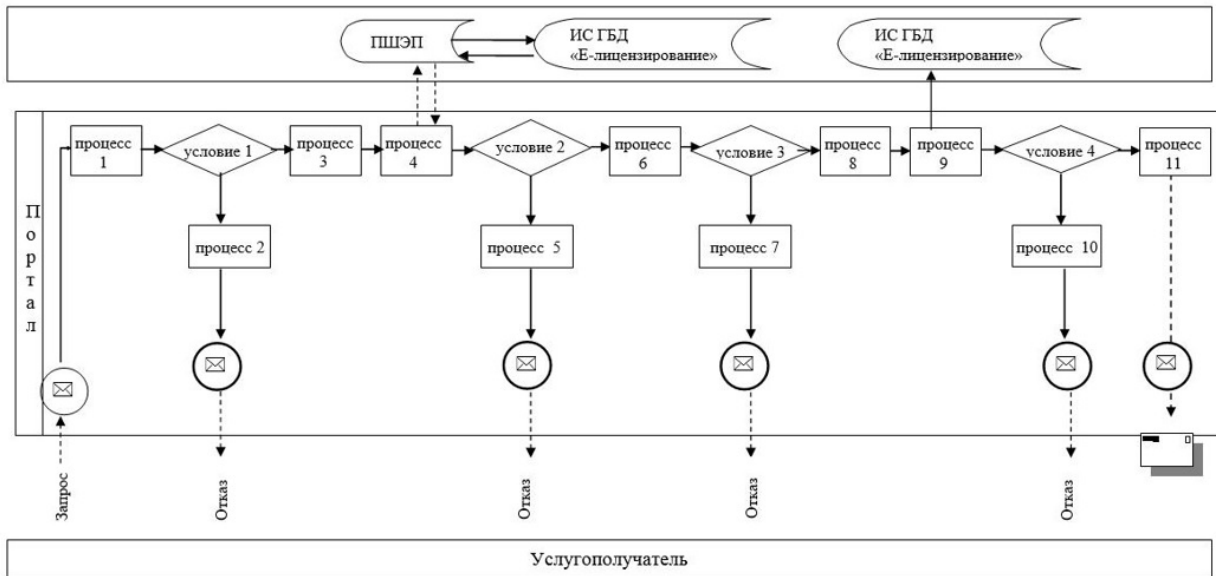 ПШЭП
ИС ГБД
«Е-лицензирование»
ИС ГБД
«Е-лицензирование»
Портал
процесс
1
условие 1
процесс
3
процесс
4
условие 2
процесс
6
условие 3
процесс
8
процесс
9
условие 4
процесс
11
процесс 2
процесс 5
процесс 7
процесс 10
Запрос
Отказ
Отказ
Отказ
Отказ
Услугополучатель